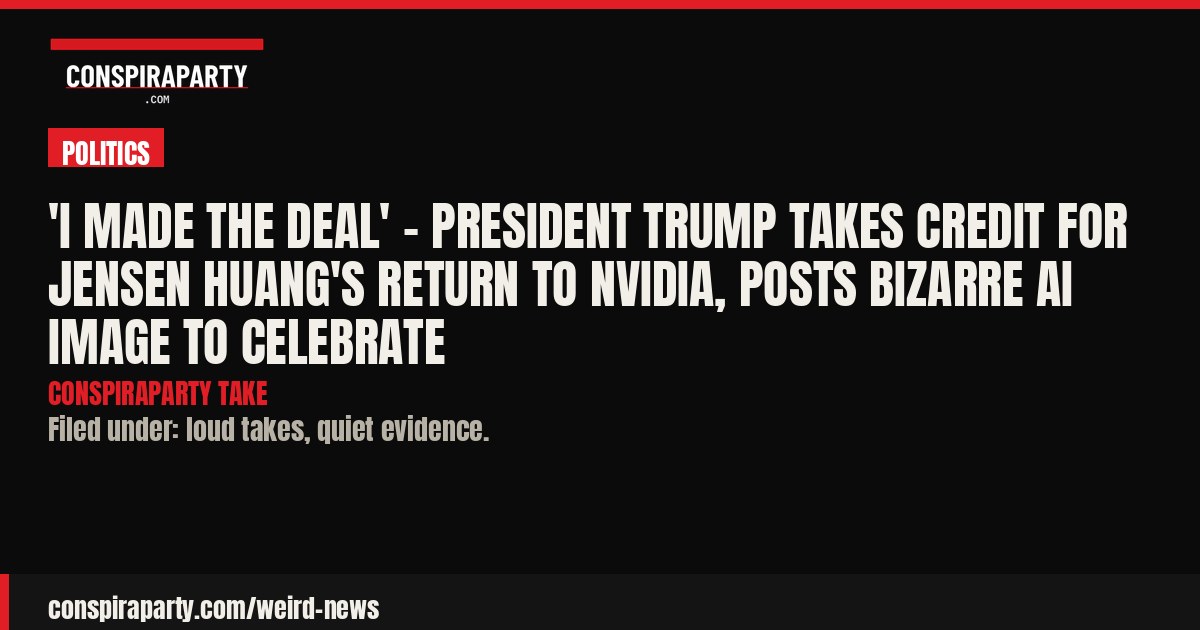 CONSPIRAPARTY
.COM
POLITICS
'I MADE THE DEAL' - PRESIDENT TRUMP TAKES CREDIT FOR
JENSEN HUANG'S RETURN TO NVIDIA, POSTS BIZARRE AI
IMAGE TO CELEBRATE
CONSPIRAPARTY TAKE
Filed under: loud takes, quiet evidence.
conspiraparty.com/weird-news